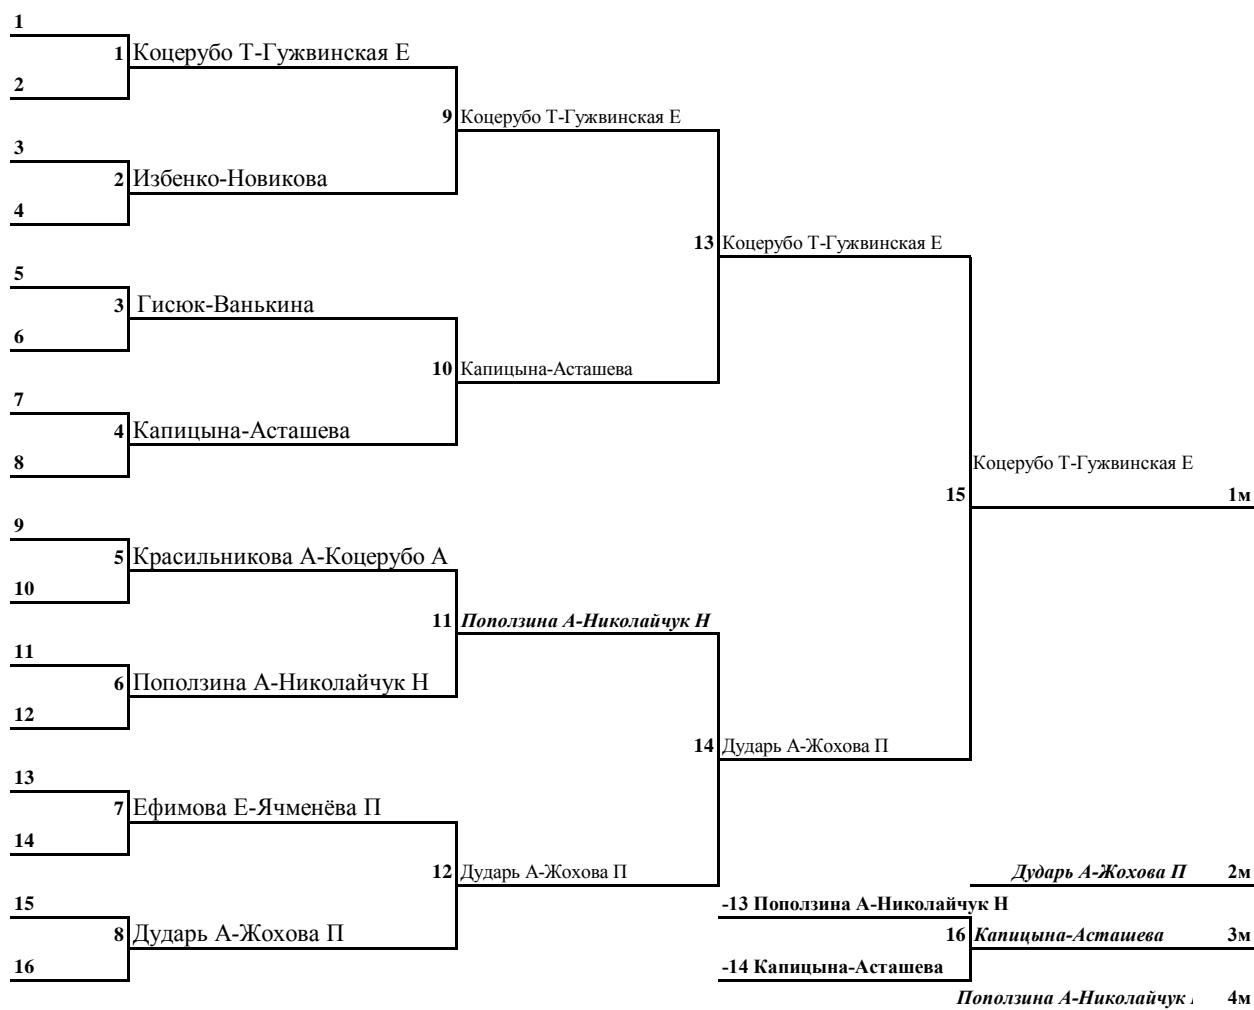 1
1 Коцерубо Т-Гужвинская Е
2
9 Коцерубо Т-Гужвинская Е
3
2 Избенко-Новикова
4
13 Коцерубо Т-Гужвинская Е
5
3 Гисюк-Ванькина
6
10 Капицына-Асташева
7
4 Капицына-Асташева
8
Коцерубо Т-Гужвинская Е
15 1м
9
5 Красильникова А-Коцерубо А
10
11 Поползина А-Николайчук Н
11
6 Поползина А-Николайчук Н
12
14 Дударь А-Жохова П
13
7 Ефимова Е-Ячменёва П
14
12 Дударь А-Жохова П
Дударь А-Жохова П 2м
15
-13 Поползина А-Николайчук Н
8 Дударь А-Жохова П
16 Капицына-Асташева 3м
16
-14 Капицына-Асташева
Поползина А-Николайчук 4м